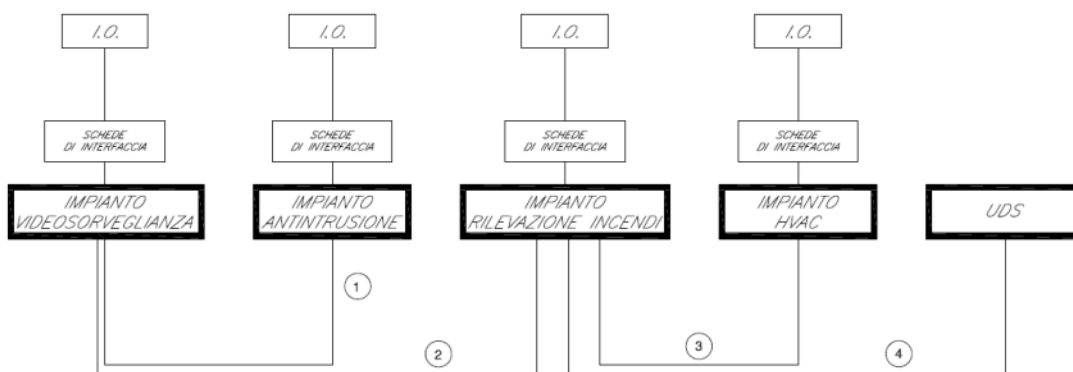 I.O.
I.O.
I.O.
I.O.
SCHEDE
DI INTERFACCIA
SCHEDE
DI INTERFACCIA
SCHEDE
DI INTERFACCIA
SCHEDE
DI INTERFACCIA
IMPIANTO
VIDEOSORVEGLIANZA
IMPIANTO
ANTINTRUSIONE
IMPIANTO
RILEVAZIONE INCENDI
IMPIANTO
HVAC
UDS
1
2
3
4